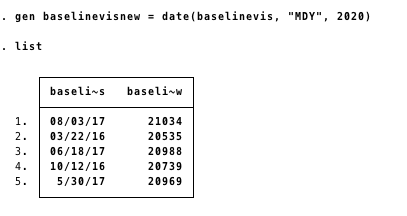 . gen baselinevisnew = date(baselinevis, "MDY", 2020)
. list
baseli~s baseli~w
1. 08/03/17 21034
2. 03/22/16 20535
3. 06/18/17 20988
4. 10/12/16 20739
5. 5/30/17 20969